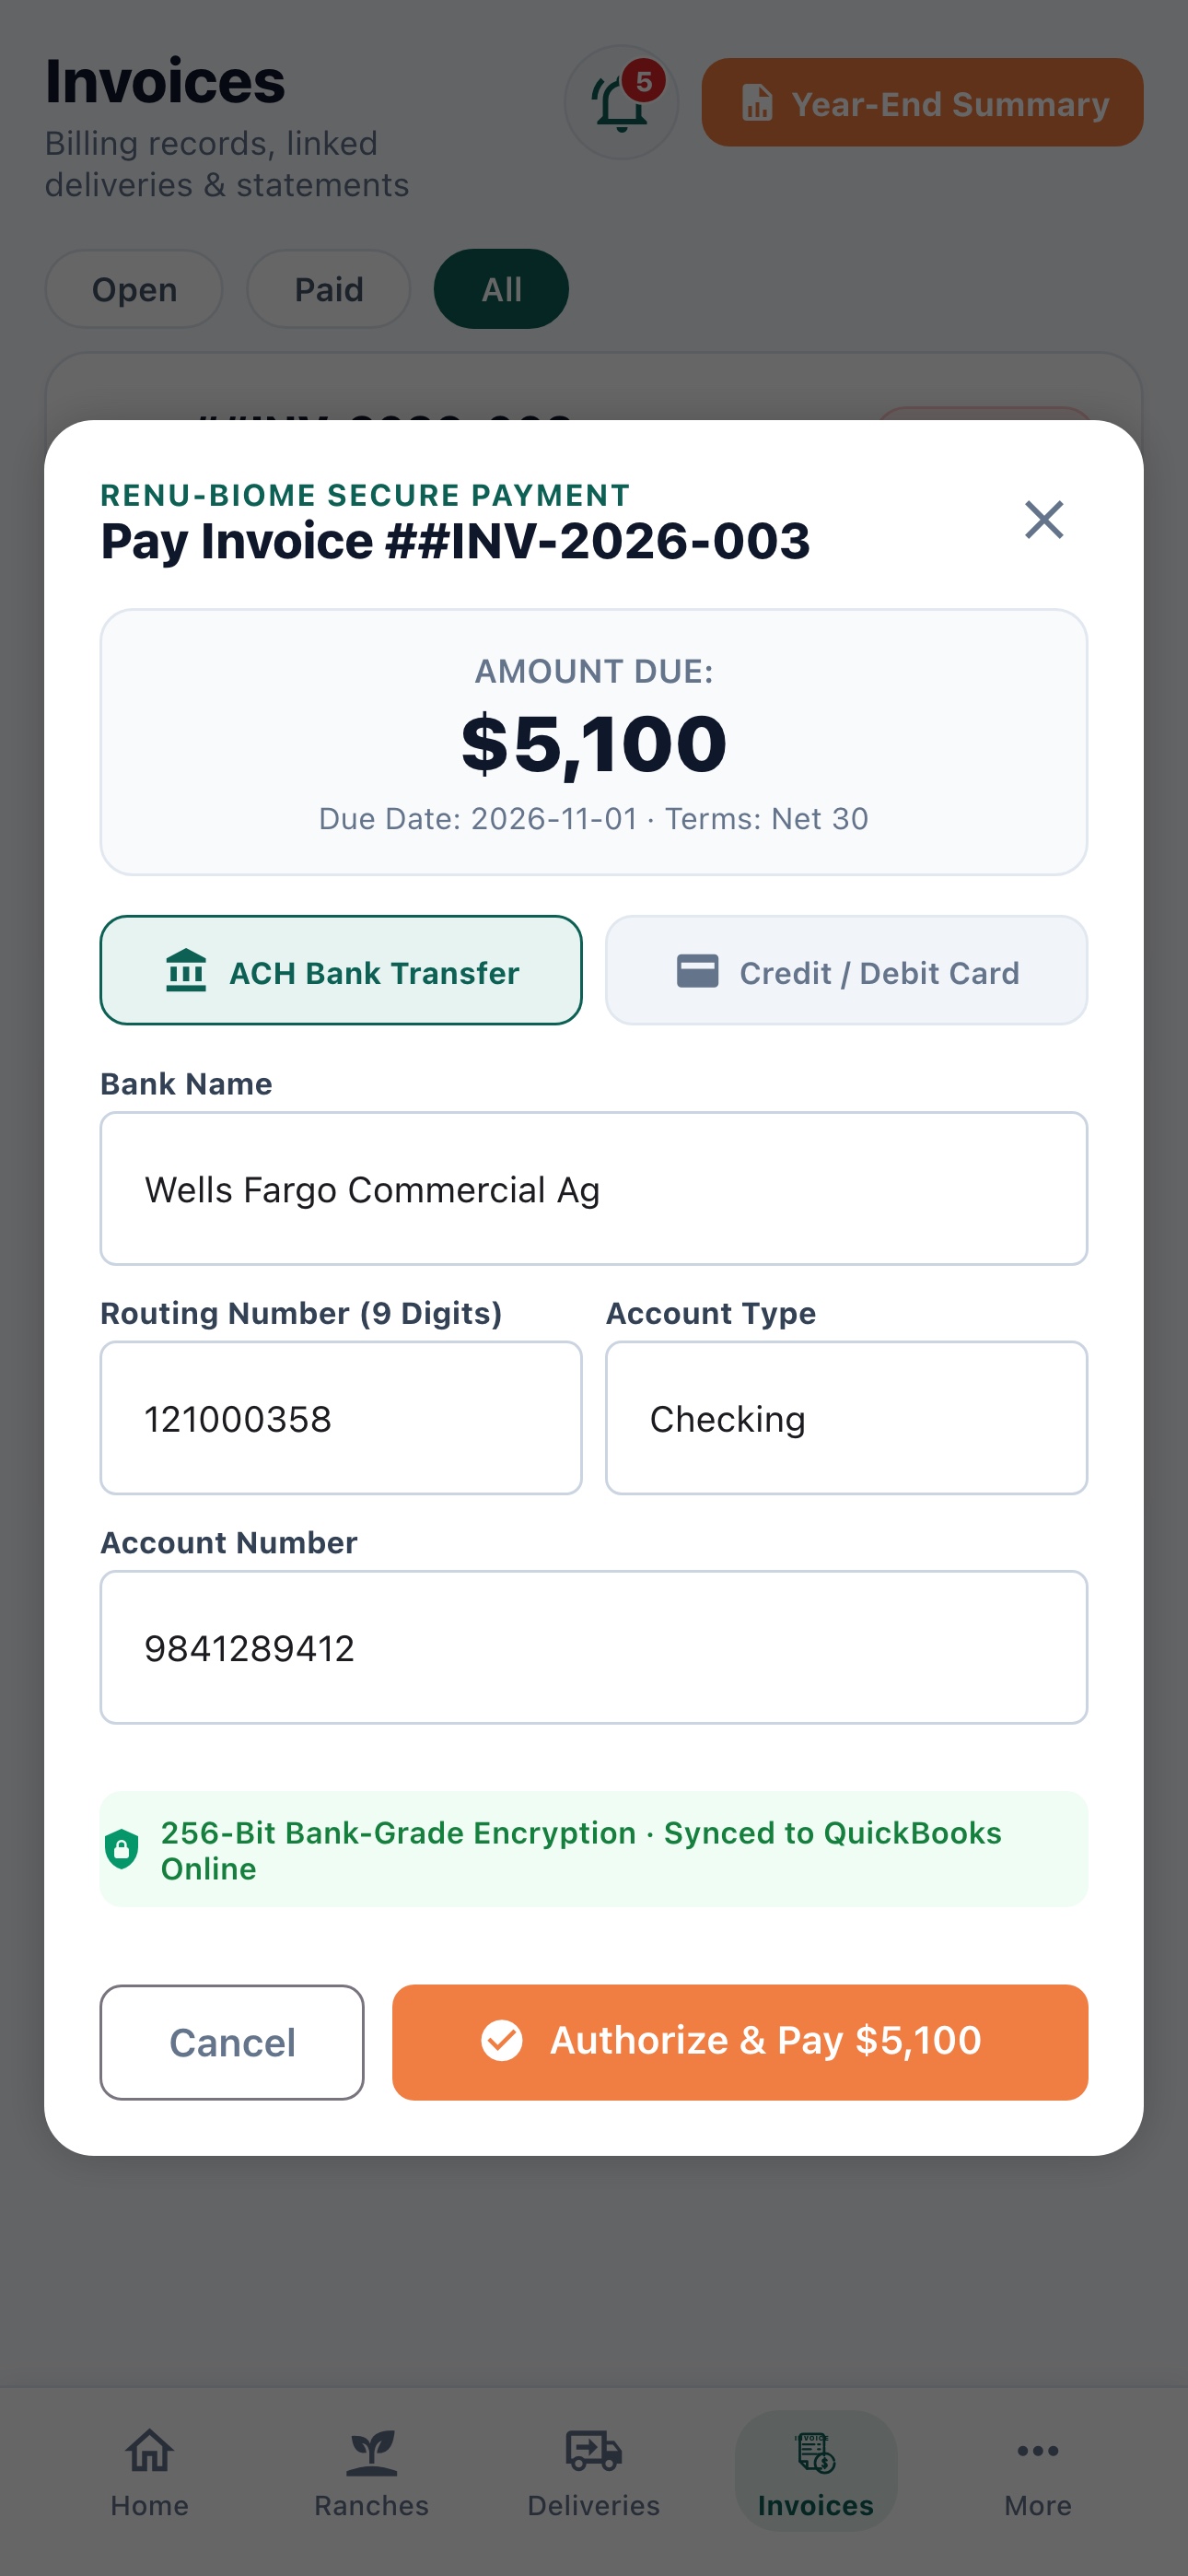 Invoices
5
Year-End Summary
Billing records, linked
deliveries & statements
Open
Paid
All
RENU-BIOME SECURE PAYMENT
Pay Invoice ##INV-2026-003
AMOUNT DUE:
$5,100
Due Date: 2026-11-01 · Terms: Net 30
ACH Bank Transfer
Credit / Debit Card
Bank Name
Wells Fargo Commercial Ag
Routing Number (9 Digits)
Account Type
121000358
Checking
Account Number
9841289412
256-Bit Bank-Grade Encryption · Synced to QuickBooks
Online
Cancel
Authorize & Pay $5,100
INVOICE
Home
Ranches
Deliveries
Invoices
More